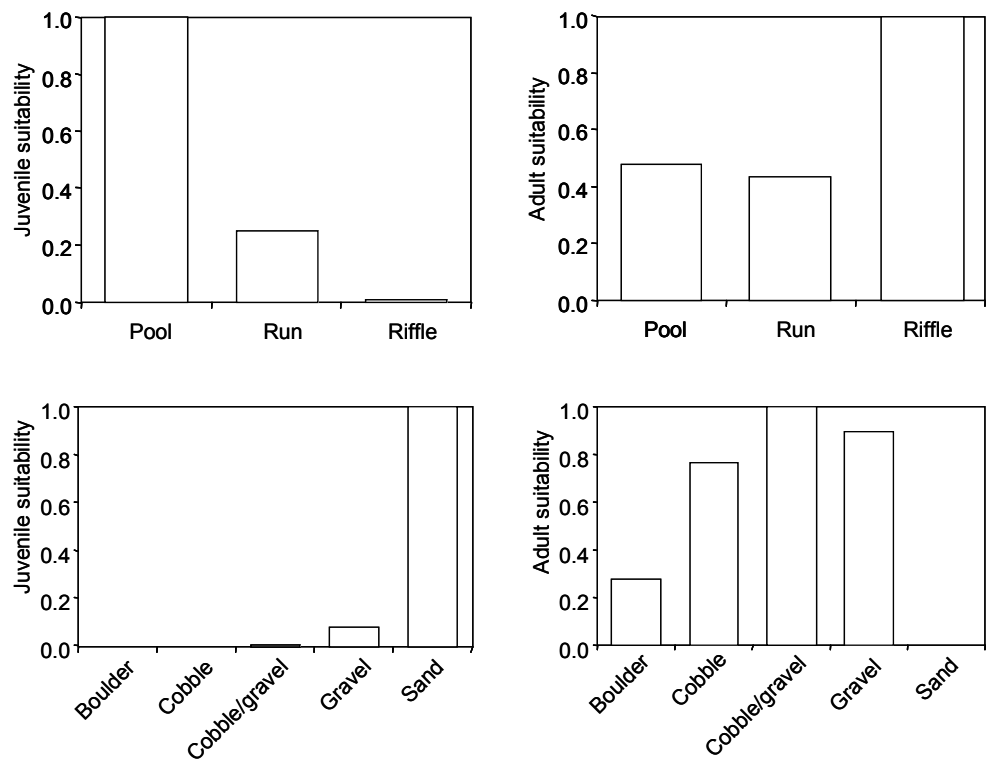 Juvenile suitability
1.0
0.8
0.6
0.4
0.2
0.0
Pool Run Riffle
Adult suitability
1.0
0.8
0.6
0.4
0.2
0.0
Pool Run Riffle
Juvenile suitability
1.0
0.8
0.6
0.4
0.2
0.0
Boulder
Cobble
Cobble/gravel
Gravel
Sand
Adult suitability
1.0
0.8
0.6
0.4
0.2
0.0
Boulder
Cobble
Cobble/gravel
Gravel
Sand